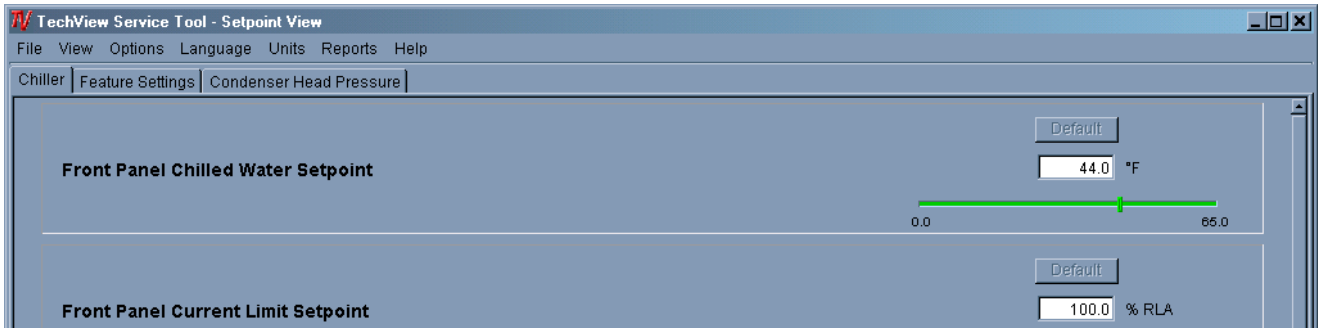 TV TechView Service Tool - Setpoint View
File View Options Language Units Reports Help
Chiller Feature Settings Condenser Head Pressure
Default
Front Panel Chilled Water Setpoint 44.0 °F
0.0 65.0
Default
Front Panel Current Limit Setpoint 100.0 % RLA